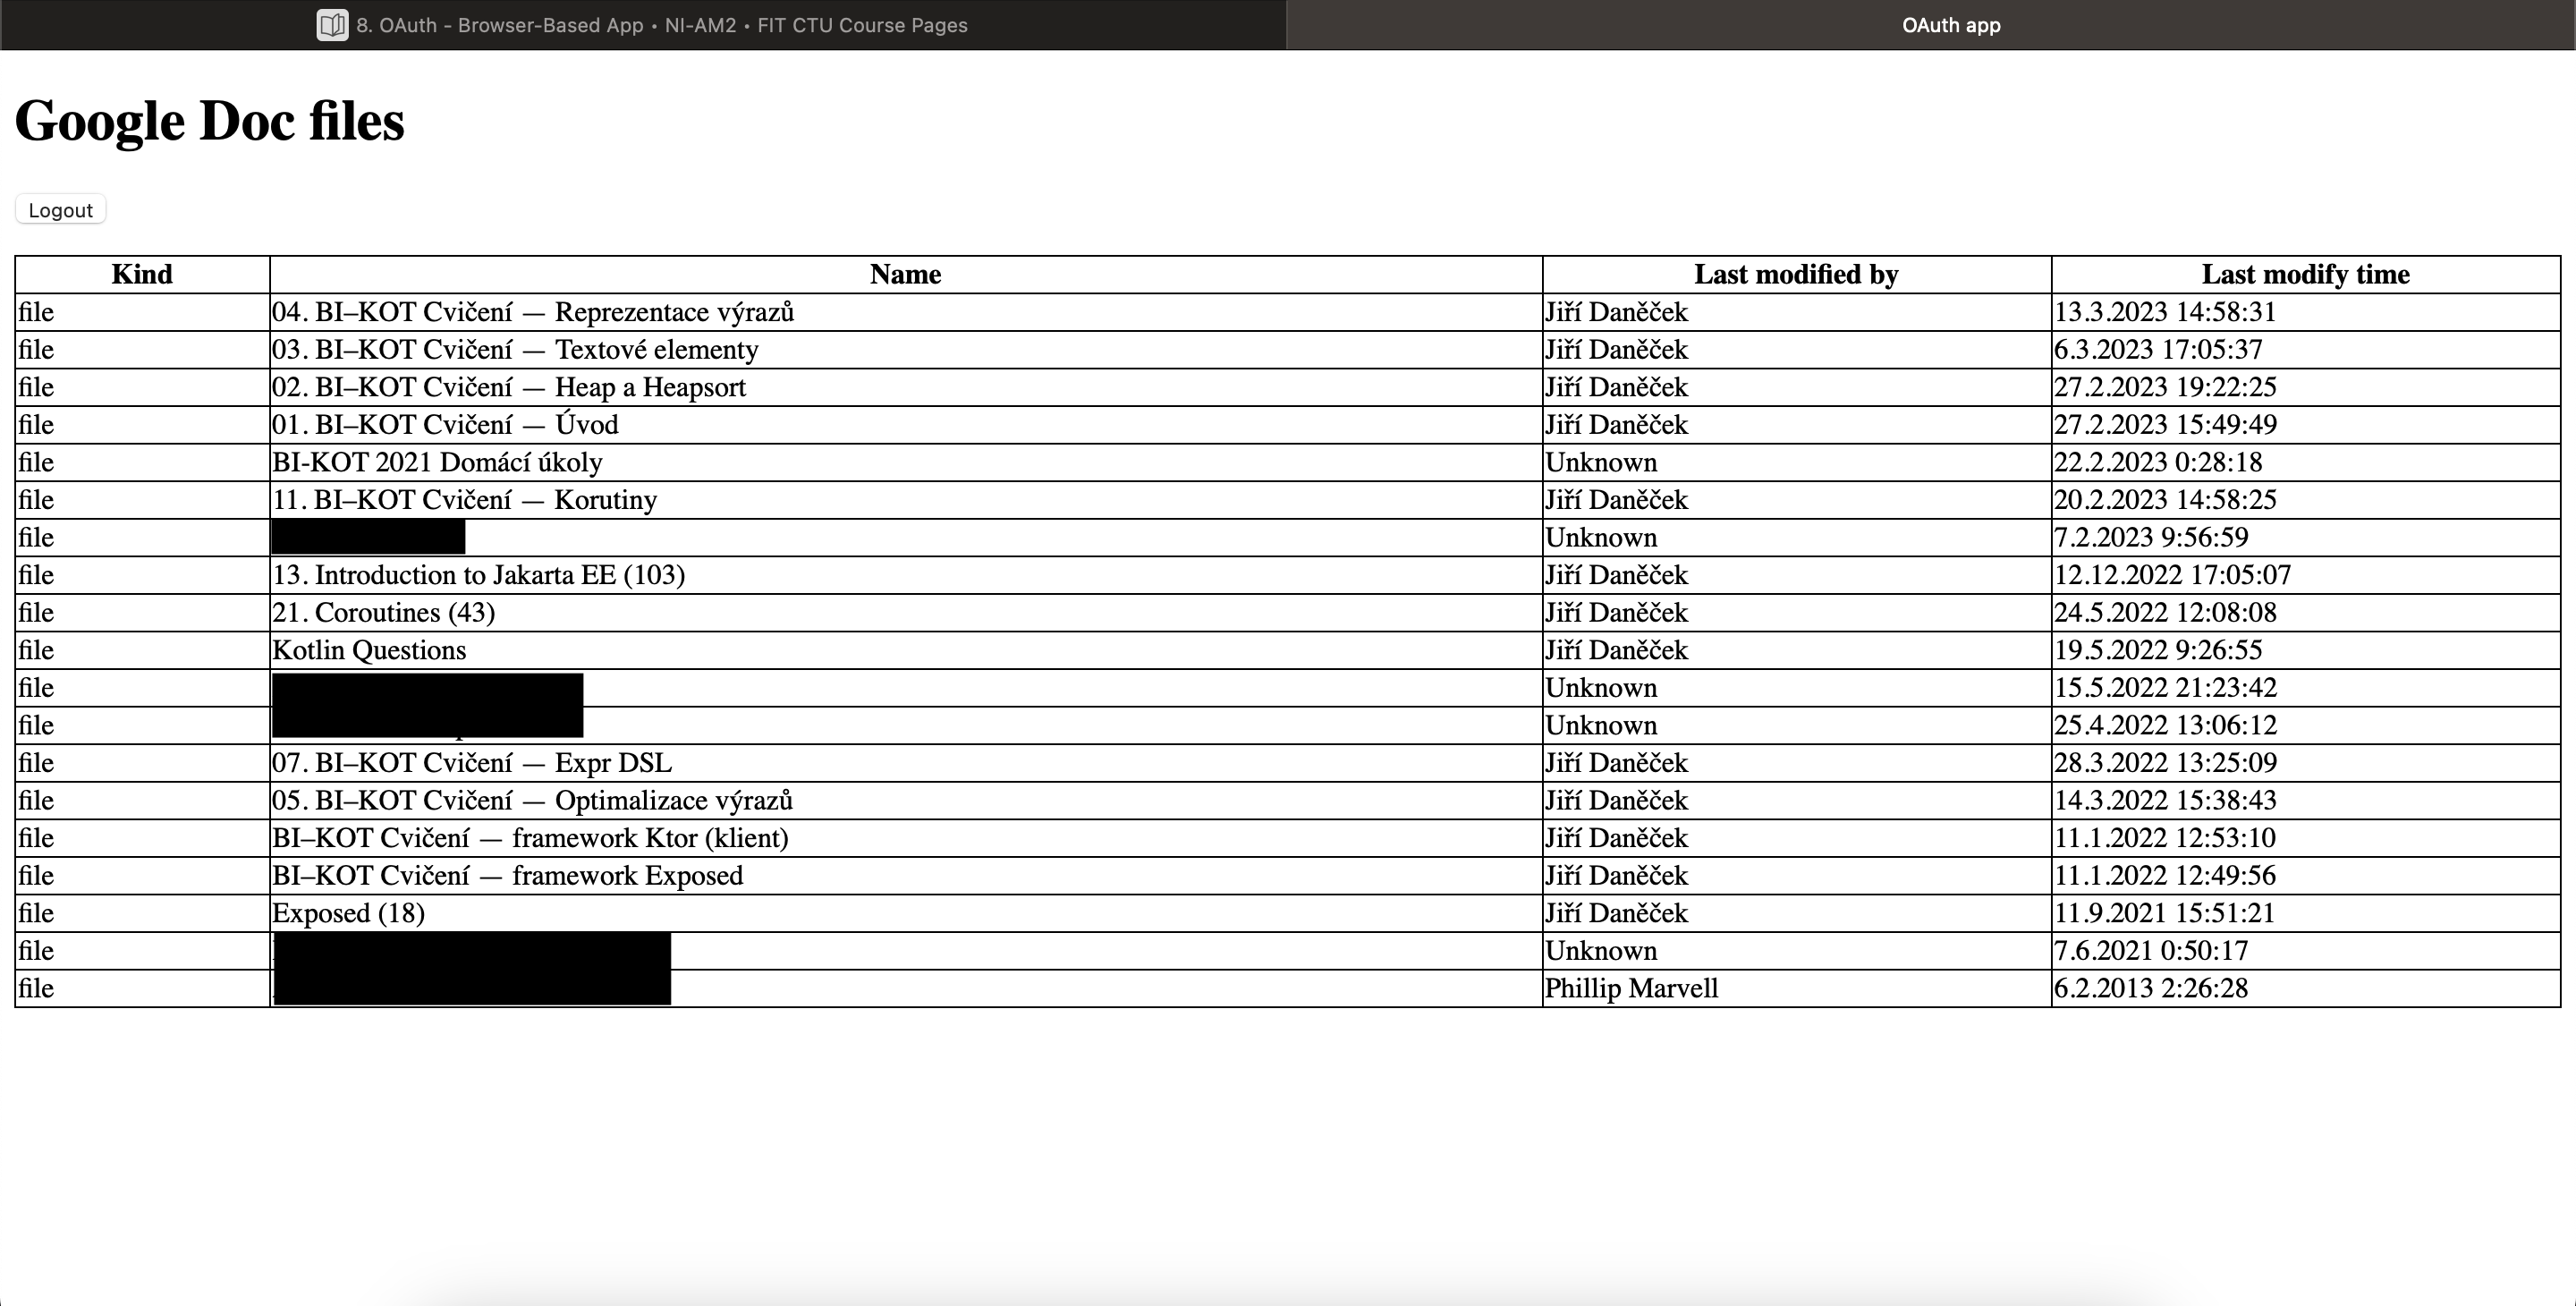 8. OAuth - Browser-Based App • NI-AM2 • FIT CTU Course Pages
OAuth app
Google Doc files
Logout
Kind Name Last modified by Last modify time
file 04. BI–KOT Cvičení — Reprezentace výrazů Jiří Daněček 13.3.2023 14:58:31
file 03. BI–KOT Cvičení — Textové elementy Jiří Daněček 6.3.2023 17:05:37
file 02. BI–KOT Cvičení — Heap a Heapsort Jiří Daněček 27.2.2023 19:22:25
file 01. BI–KOT Cvičení — Úvod Jiří Daněček 27.2.2023 15:49:49
file BI-KOT 2021 Domácí úkoly Unknown 22.2.2023 0:28:18
file 11. BI–KOT Cvičení — Korutiny Jiří Daněček 20.2.2023 14:58:25
file Unknown 7.2.2023 9:56:59
file 13. Introduction to Jakarta EE (103) Jiří Daněček 12.12.2022 17:05:07
file 21. Coroutines (43) Jiří Daněček 24.5.2022 12:08:08
file Kotlin Questions Jiří Daněček 19.5.2022 9:26:55
file Unknown 15.5.2022 21:23:42
file Unknown 25.4.2022 13:06:12
file 07. BI–KOT Cvičení — Expr DSL Jiří Daněček 28.3.2022 13:25:09
file 05. BI–KOT Cvičení — Optimalizace výrazů Jiří Daněček 14.3.2022 15:38:43
file BI–KOT Cvičení — framework Ktor (klient) Jiří Daněček 11.1.2022 12:53:10
file BI–KOT Cvičení — framework Exposed Jiří Daněček 11.1.2022 12:49:56
file Exposed (18) Jiří Daněček 11.9.2021 15:51:21
file Unknown 7.6.2021 0:50:17
file Phillip Marvell 6.2.2013 2:26:28